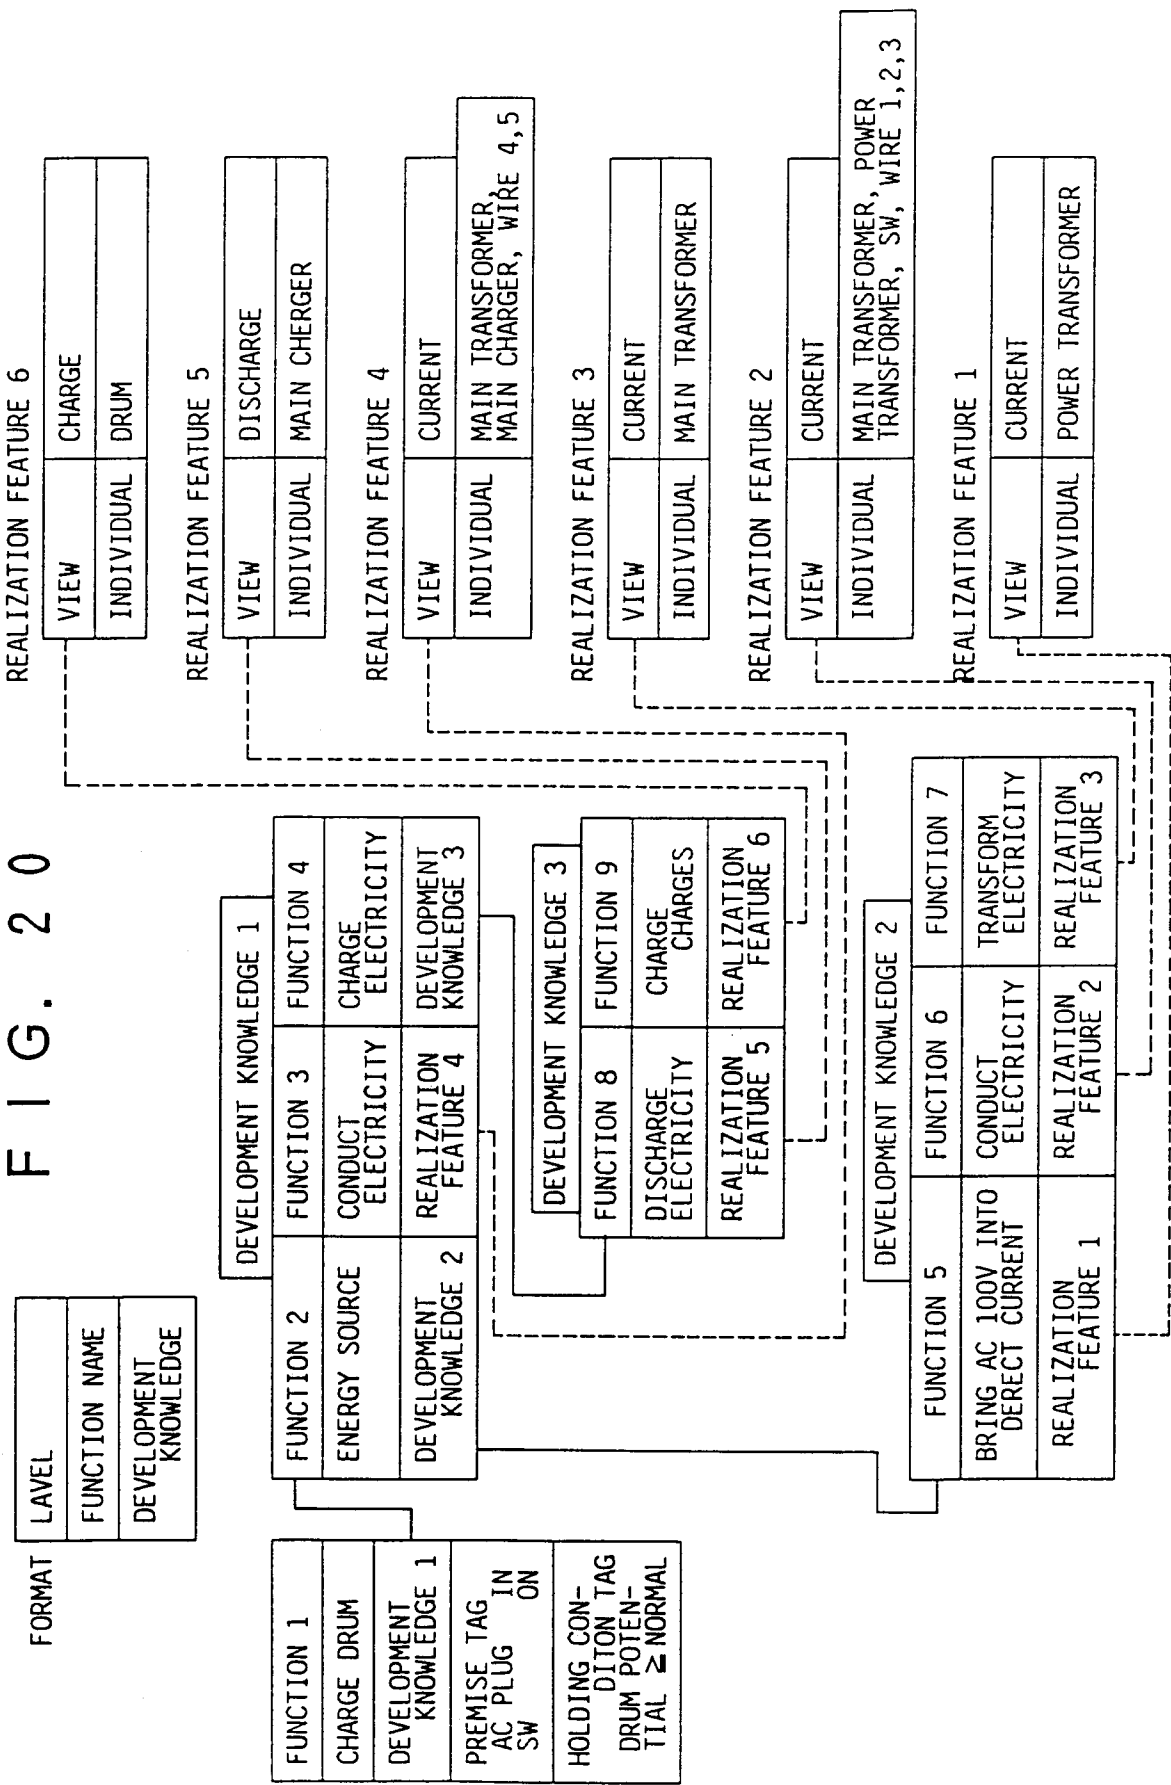 F I G. 2 0
FORMAT
LAVEL
FUNCTION NAME
DEVELOPMENT
KNOWLEDGE
FUNCTION 1
CHARGE DRUM
DEVELOPMENT
KNOWLEDGE 1
PREMISE TAG
AC PLUG IN
SW ON
HOLDING CON-
DITON TAG
DRUM POTEN-
TIAL ≧ NORMAL
DEVELOPMENT KNOWLEDGE 1
FUNCTION 2
ENERGY SOURCE
DEVELOPMENT
KNOWLEDGE 2
FUNCTION 3
CONDUCT
ELECTRICITY
REALIZATION
FEATURE 4
FUNCTION 4
CHARGE
ELECTRICITY
DEVELOPMENT
KNOWLEDGE 3
DEVELOPMENT KNOWLEDGE 3
FUNCTION 8
DISCHARGE
ELECTRICITY
REALIZATION
FEATURE 5
FUNCTION 9
CHARGE
CHARGES
REALIZATION
FEATURE 6
DEVELOPMENT KNOWLEDGE 2
FUNCTION 5
BRING AC 100V INTO
DERECT CURRENT
REALIZATION
FEATURE 1
FUNCTION 6
CONDUCT
ELECTRICITY
REALIZATION
FEATURE 2
FUNCTION 7
TRANSFORM
ELECTRICITY
REALIZATION
FEATURE 3
REALIZATION FEATURE 6
VIEW CHARGE
INDIVIDUAL DRUM
REALIZATION FEATURE 5
VIEW DISCHARGE
INDIVIDUAL MAIN CHERGER
REALIZATION FEATURE 4
VIEW CURRENT
INDIVIDUAL MAIN TRANSFORMER,
MAIN CHARGER, WIRE 4,5
REALIZATION FEATURE 3
VIEW CURRENT
INDIVIDUAL MAIN TRANSFORMER
REALIZATION FEATURE 2
VIEW CURRENT
INDIVIDUAL MAIN TRANSFORMER, POWER
TRANSFORMER, SW, WIRE 1,2,3
REALIZATION FEATURE 1
VIEW CURRENT
INDIVIDUAL POWER TRANSFORMER